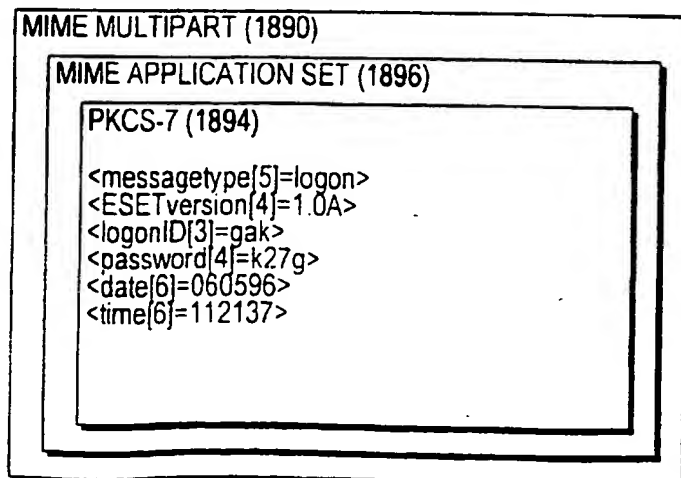 MIME MULTIPART (1890)
MIME APPLICATION SET (1896)
PKCS-7 (1894)
<messagetype[5]=logon>
<ESETversion[4]=1.0A>
<logonID[3]=gak>
<password[4]=k27g>
<date[6]=060596>
<time[6]=112137>